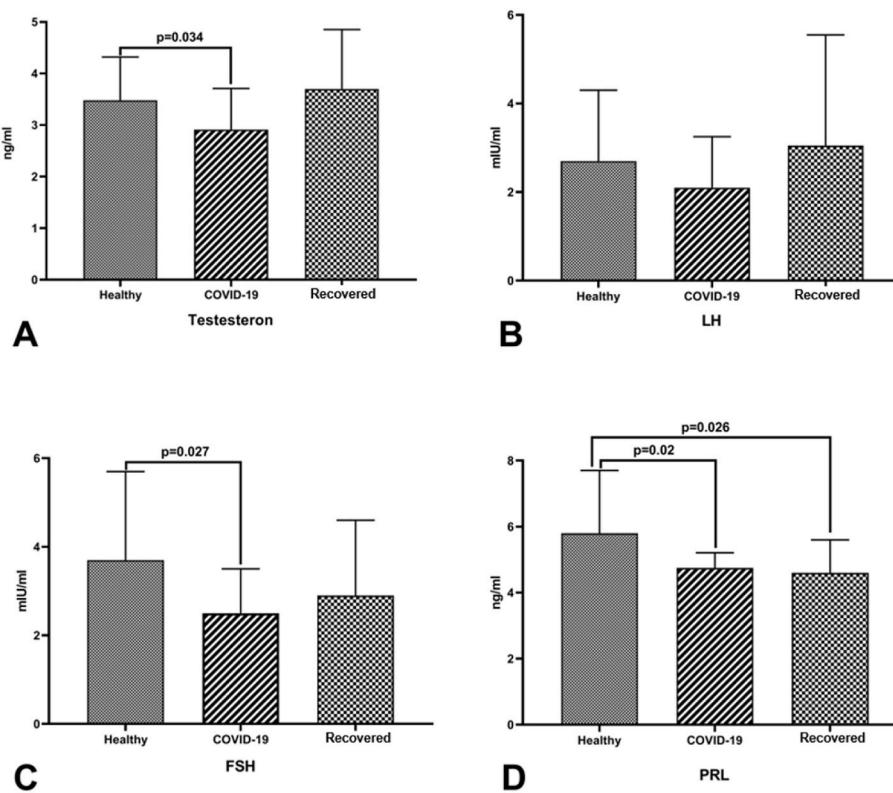 5
p=0.034
4
3
ng/ml
2
1
0
Healthy COVID-19 Recovered
A Testesteron
6
4
mIU/ml
2
0
Healthy COVID-19 Recovered
B LH
6
p=0.027
4
mIU/ml
2
0
Healthy COVID-19 Recovered
C FSH
p=0.026
8
p=0.02
6
ng/ml
4
2
0
Healthy COVID-19 Recovered
D PRL